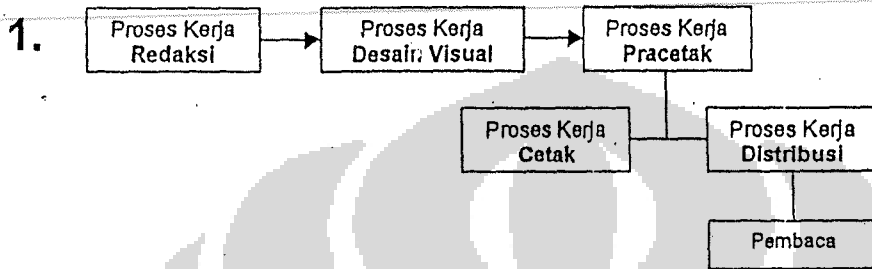 1.
Proses Kerja
Redaksi
Proses Kerja
Desain Visual
Proses Kerja
Pracetak
Proses Kerja
Cetak
Proses Kerja
Distribusi
Pembaca